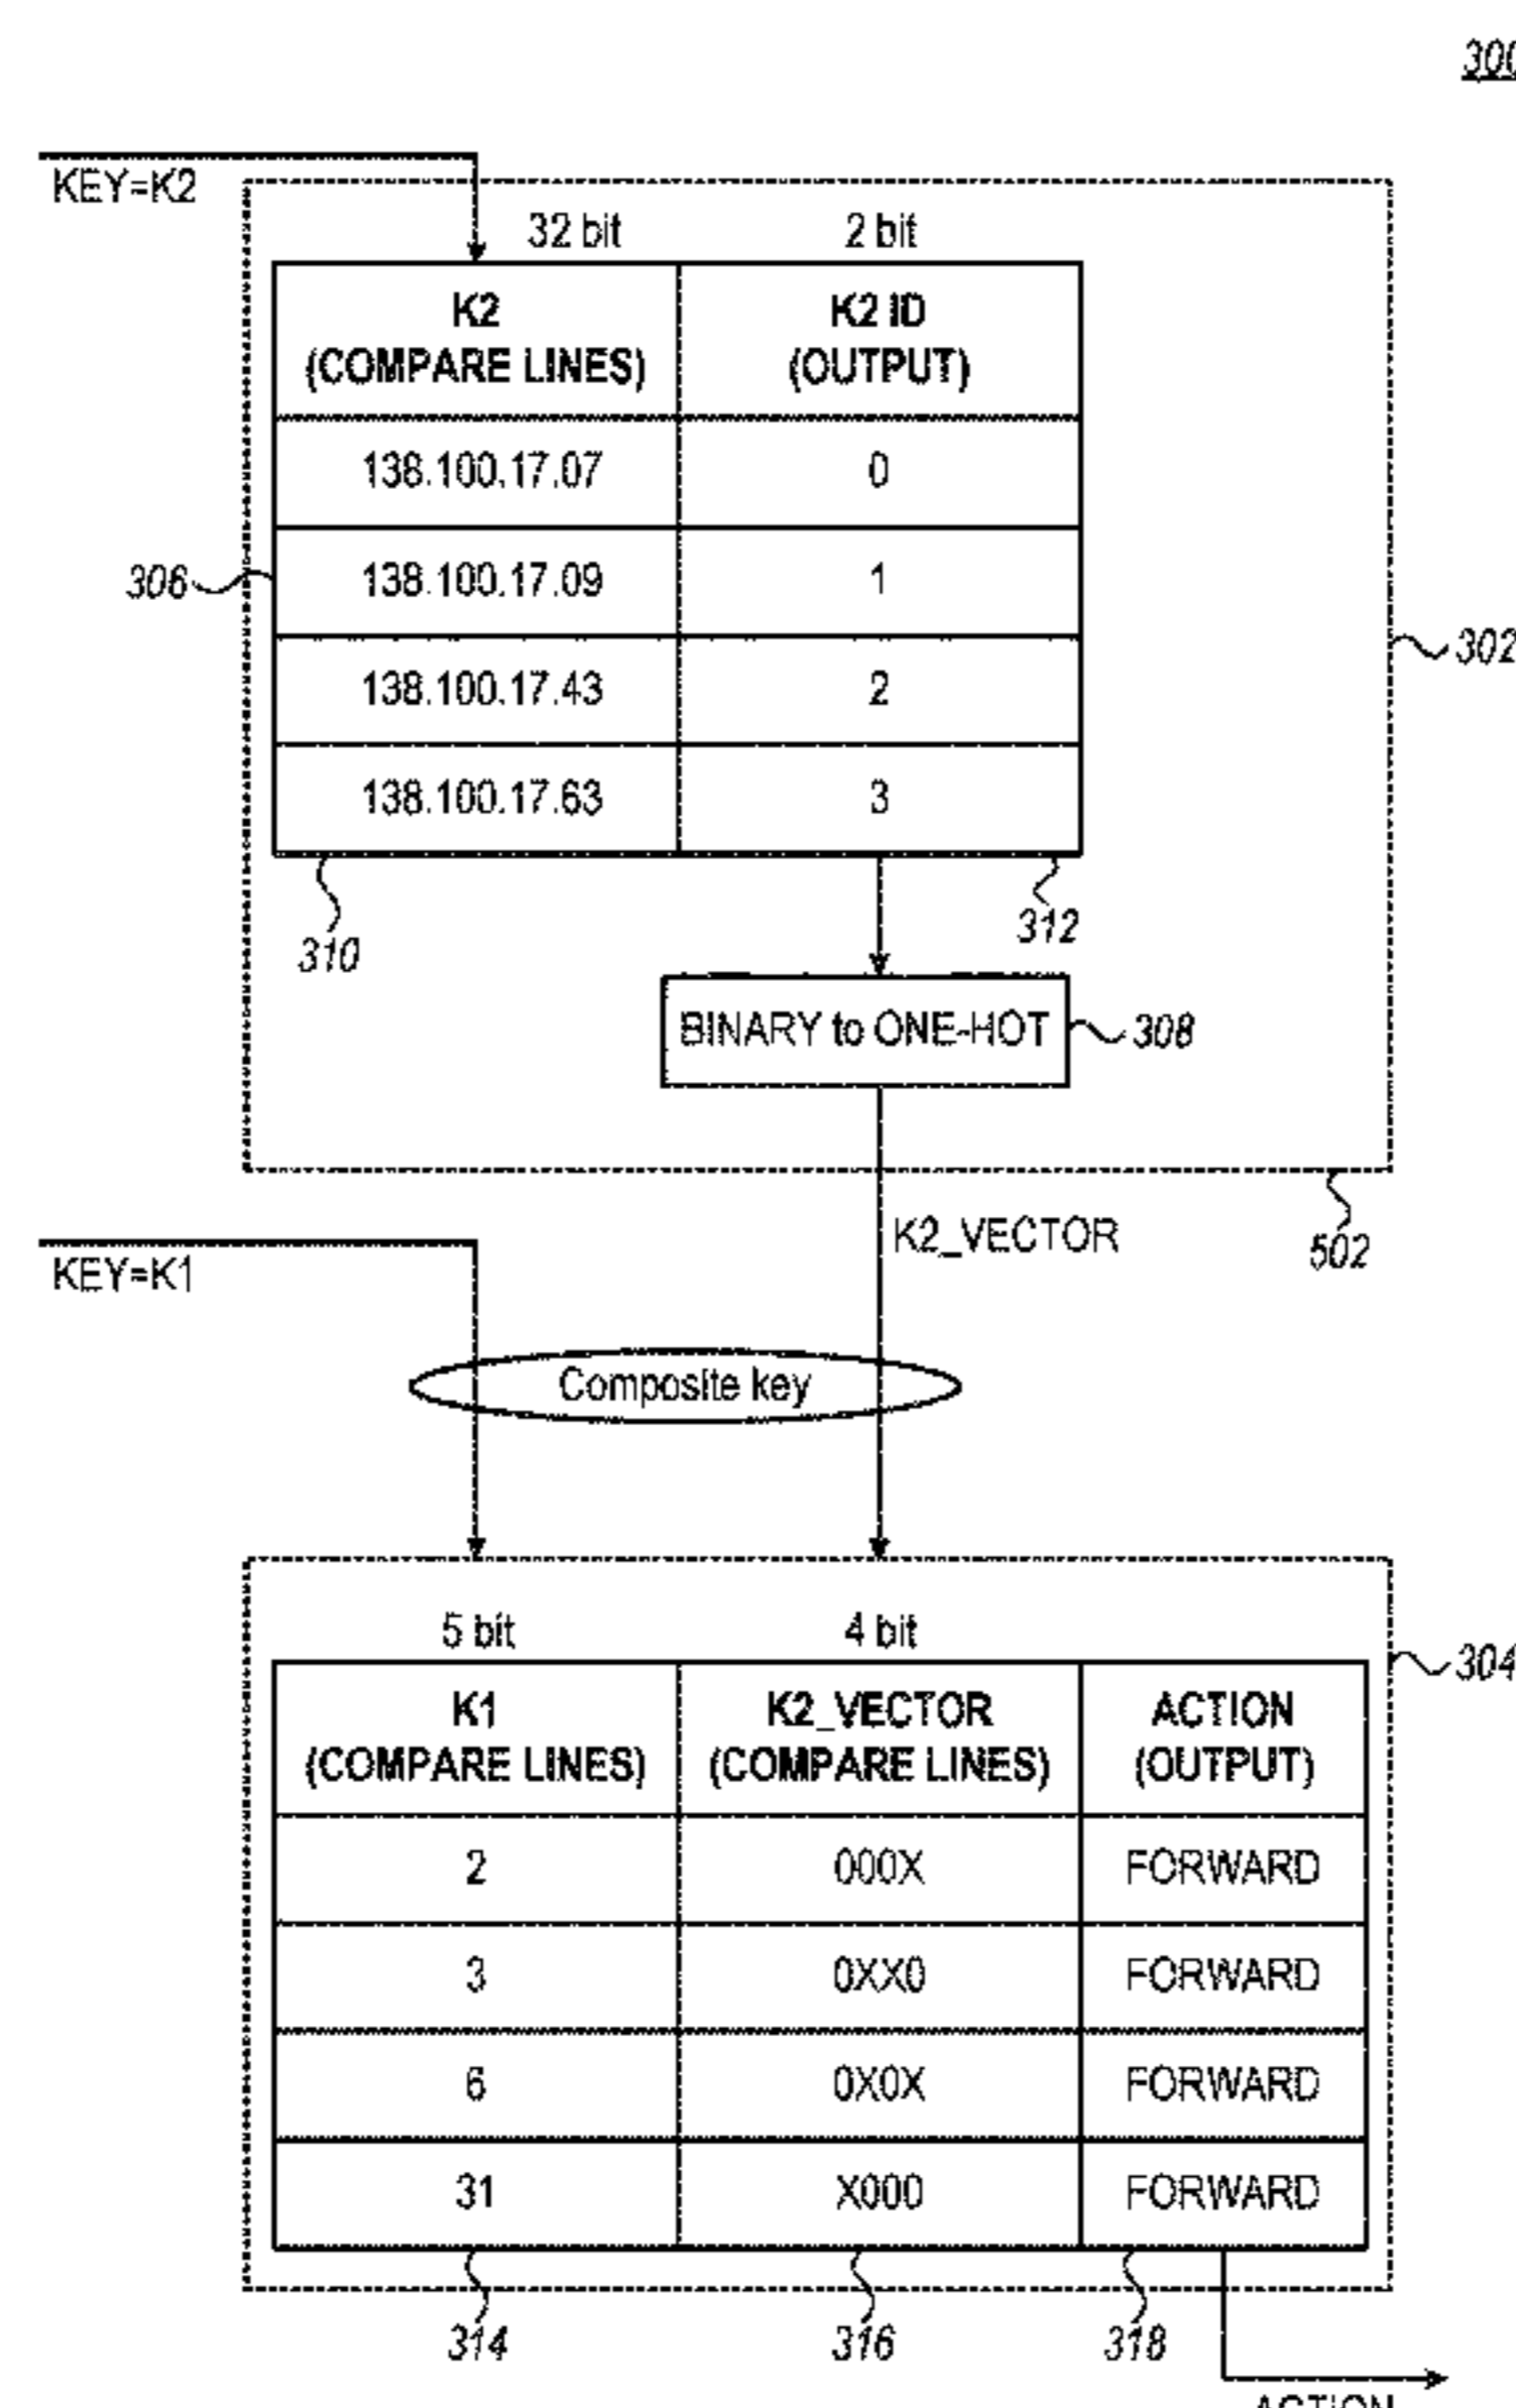 300
KEY=K2
32 bit 2 bit
K2 (COMPARE LINES) K2 ID (OUTPUT)
138.100.17.07 0
138.100.17.09 1
306
302
138.100.17.43 2
138.100.17.63 3
310
312
BINARY to ONE-HOT
308
K2_VECTOR
502
KEY=K1
Composite key
5 bit 4 bit
304
K1 (COMPARE LINES) K2_VECTOR (COMPARE LINES) ACTION (OUTPUT)
2 000X FORWARD
3 0XX0 FORWARD
6 0X0X FORWARD
31 X000 FORWARD
314 316 318
ACTION